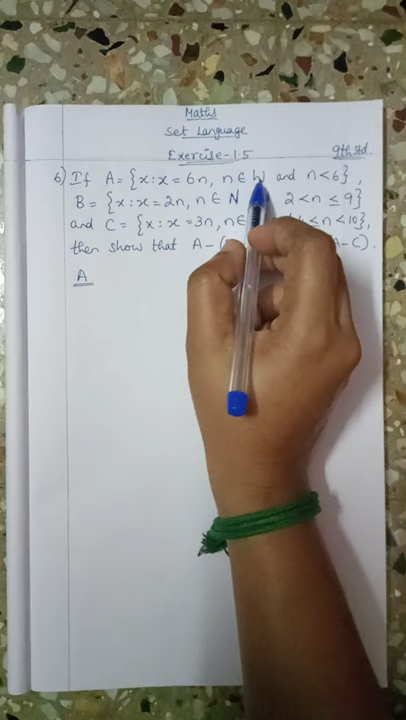 Maths
Set Language
Exercise-1.5 9th std.
6) If A = {x : x = 6n, n ∈ W and n < 6},
B = {x : x = 2n, n ∈ N 2 < n ≤ 9}
and C = {x : x = 3n, n ∈ ≤ n < 10},
then show that A - ( A - C).
A